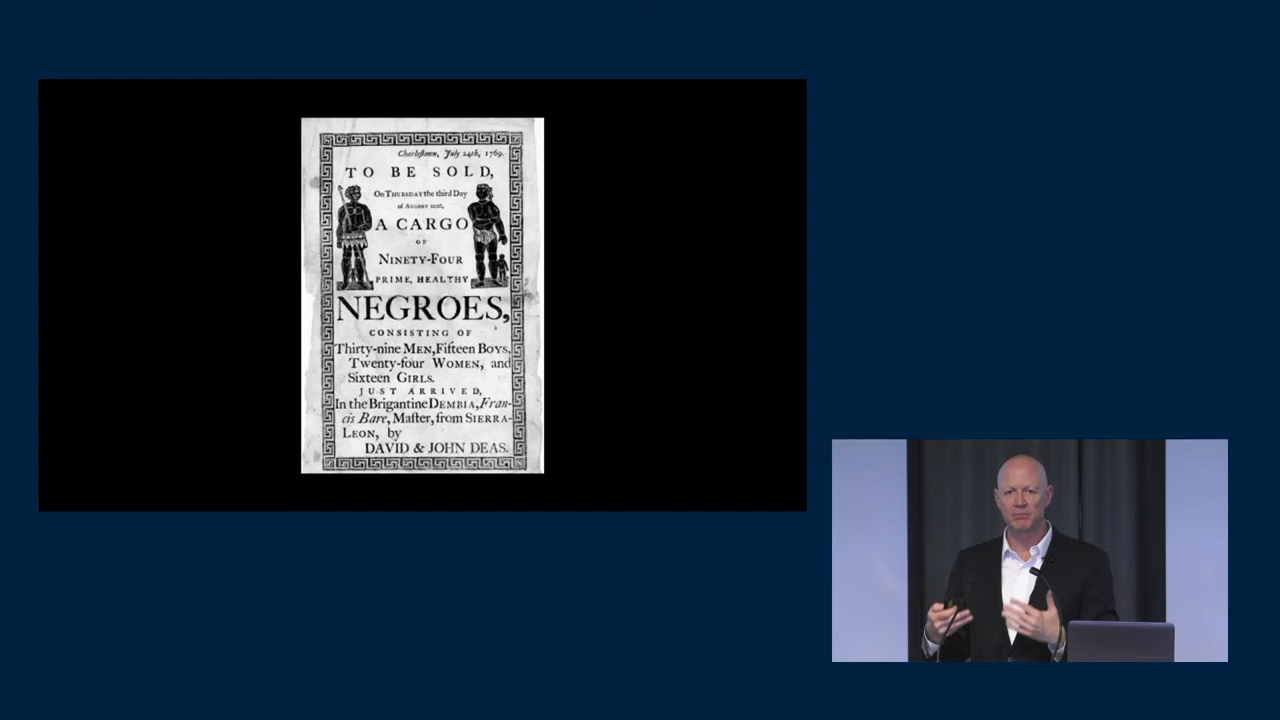 Charlestown, July 24th, 1769.
TO BE SOLD,
On THURSDAY the third Day
of AUGUST next,
A CARGO
OF
NINETY-FOUR
PRIME, HEALTHY
NEGROES,
CONSISTING OF
Thirty-nine MEN, Fifteen BOYS,
Twenty-four WOMEN, and
Sixteen GIRLS.
JUST ARRIVED,
In the Brigantine DEMBIA, Fran-
cis Bare, Master, from SIERRA-
LEON, by
DAVID & JOHN DEAS.